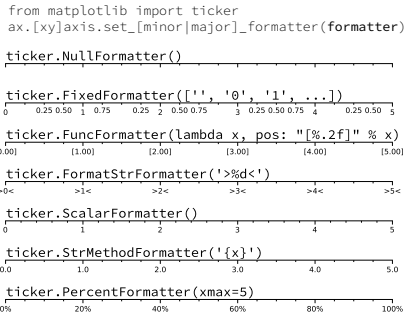 from matplotlib import ticker
ax.[xy]axis.set_[minor|major]_formatter(formatter)
ticker.NullFormatter()
ticker.FixedFormatter(['', '0', '1', ...])
0 0.25 0.50 1 0.75 0.25 2 0.50 0.75 3 0.25 0.50 4 0.75 0.25 0.50 5
ticker.FuncFormatter(lambda x, pos: "[%.2f]" % x)
0.00] [1.00] [2.00] [3.00] [4.00] [5.00]
ticker.FormatStrFormatter('>%d<')
>0< >1< >2< >3< >4< >5<
ticker.ScalarFormatter()
0 1 2 3 4 5
ticker.StrMethodFormatter('{x}')
0.0 1.0 2.0 3.0 4.0 5.0
ticker.PercentFormatter(xmax=5)
0% 20% 40% 60% 80% 100%